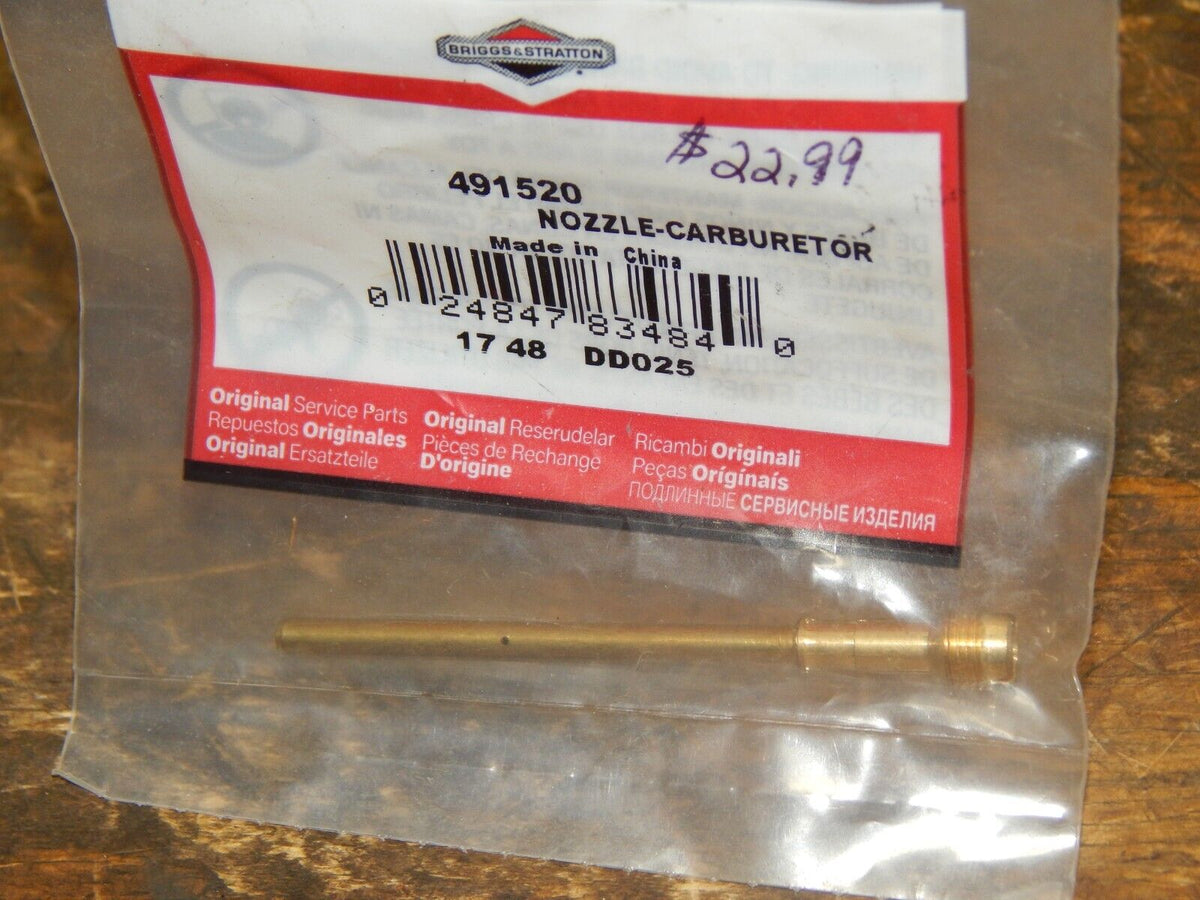 BRIGGS&STRATTON
$22.99
491520
NOZZLE-CARBURETOR
Made in China
0 24847 83484 0
17 48 DD025
Original Service Parts
Repuestos Originales
Original Ersatzteile
Original Reserudelar
Pièces de Rechange
D'origine
Ricambi Originali
Peças Oríginaís
ПОДЛИННЫЕ СЕРВИСНЫЕ ИЗДЕЛИЯ